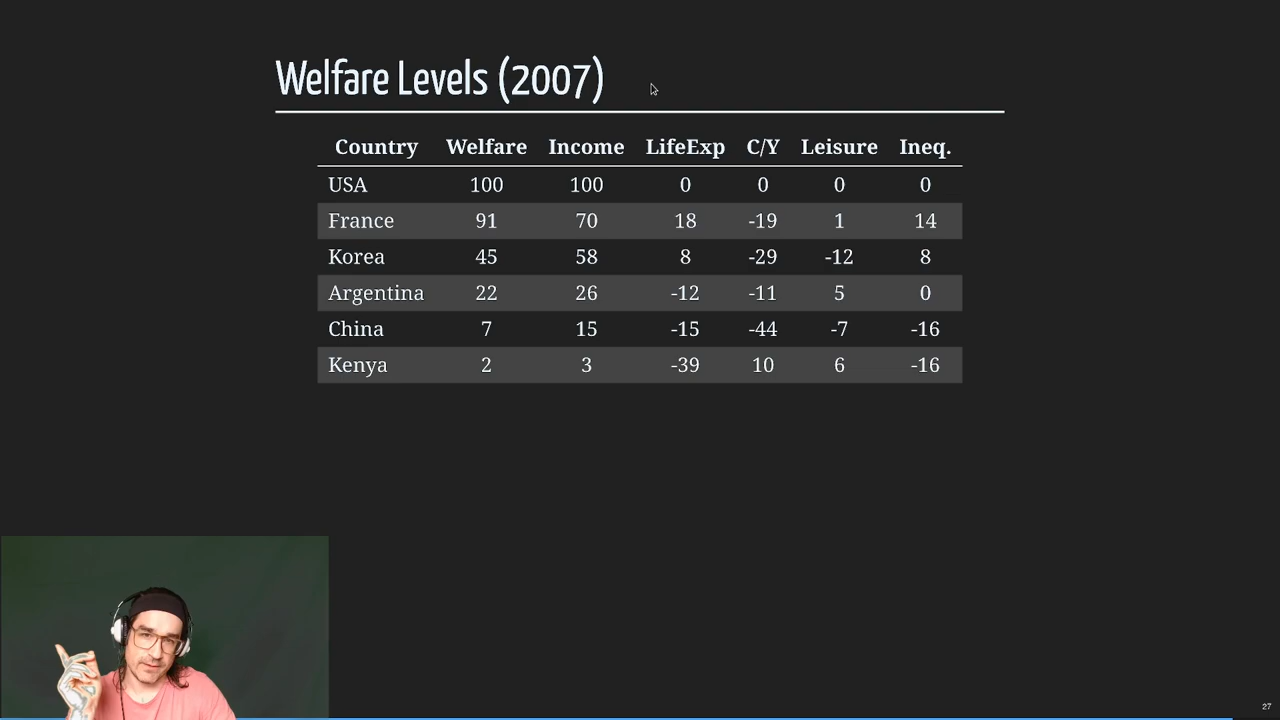 Welfare Levels (2007)
Country Welfare Income LifeExp C/Y Leisure Ineq.
USA 100 100 0 0 0 0
France 91 70 18 -19 1 14
Korea 45 58 8 -29 -12 8
Argentina 22 26 -12 -11 5 0
China 7 15 -15 -44 -7 -16
Kenya 2 3 -39 10 6 -16
27